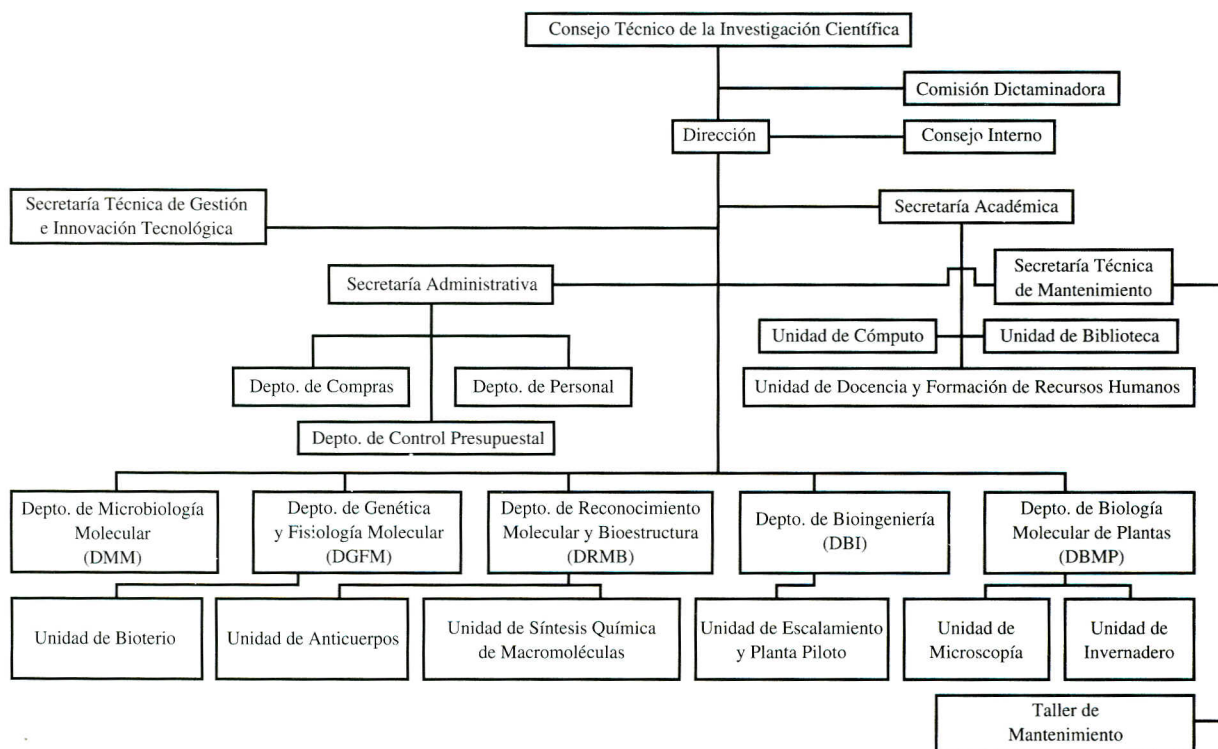 Consejo Técnico de la Investigación Científica
Comisión Dictaminadora
Dirección
Consejo Interno
Secretaría Técnica de Gestión
e Innovación Tecnológica
Secretaría Académica
Secretaría Administrativa
Secretaría Técnica
de Mantenimiento
Unidad de Cómputo
Unidad de Biblioteca
Depto. de Compras
Depto. de Personal
Unidad de Docencia y Formación de Recursos Humanos
Depto. de Control Presupuestal
Depto. de Microbiología
Molecular
(DMM)
Depto. de Genética
y Fisiología Molecular
(DGFM)
Depto. de Reconocimiento
Molecular y Bioestructura
(DRMB)
Depto. de Bioingeniería
(DBI)
Depto. de Biología
Molecular de Plantas
(DBMP)
Unidad de Bioterio
Unidad de Anticuerpos
Unidad de Síntesis Química
de Macromoléculas
Unidad de Escalamiento
y Planta Piloto
Unidad de
Microscopía
Unidad de
Invernadero
Taller de
Mantenimiento